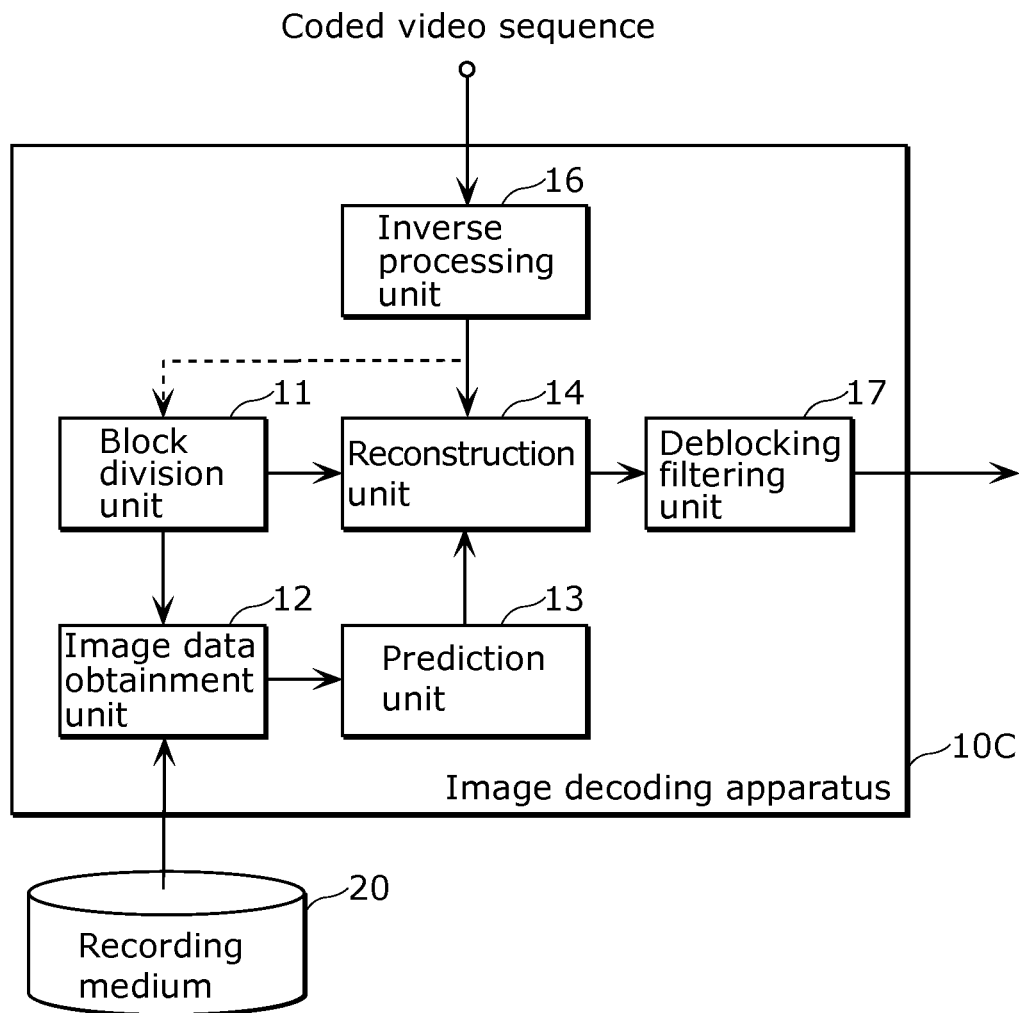 Coded video sequence
16
Inverse
processing
unit
11
Block
division
unit
14
Reconstruction
unit
17
Deblocking
filtering
unit
12
Image data
obtainment
unit
13
Prediction
unit
10C
Image decoding apparatus
20
Recording
medium